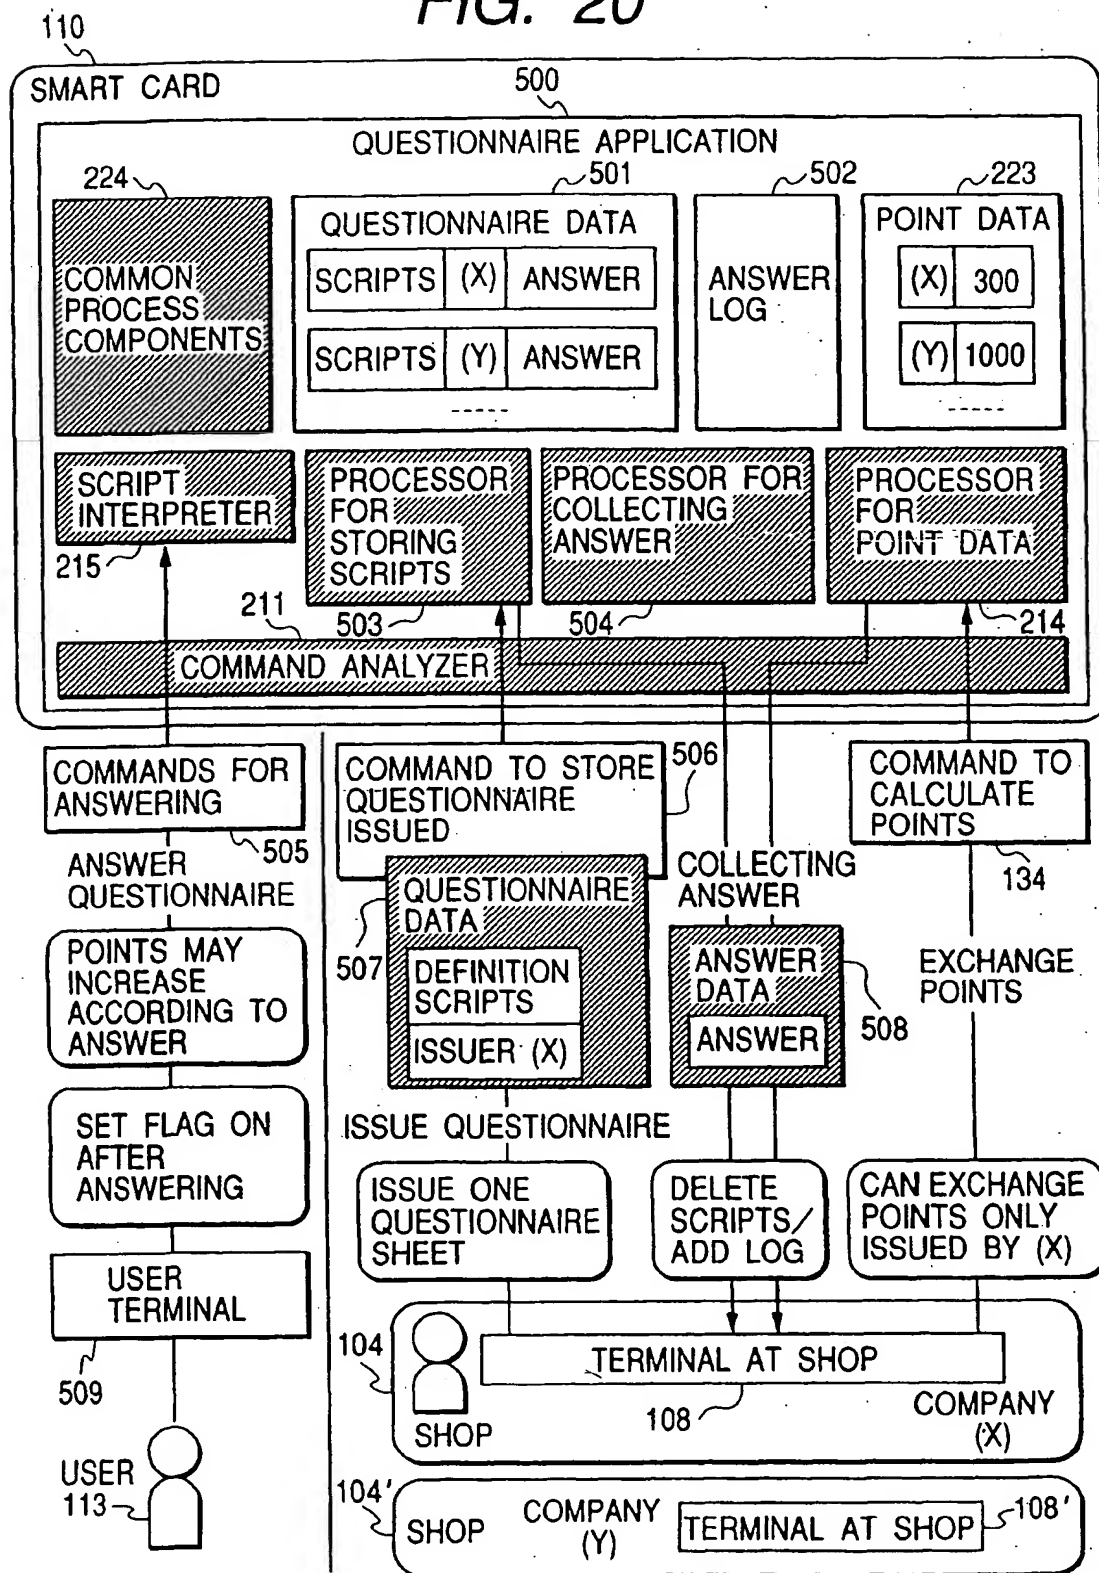 FIG. 20
110
SMART CARD
500
QUESTIONNAIRE APPLICATION
224
501
502
223
COMMON
PROCESS
COMPONENTS
QUESTIONNAIRE DATA
SCRIPTS (X) ANSWER
SCRIPTS (Y) ANSWER
-----
ANSWER
LOG
POINT DATA
(X) 300
(Y) 1000
-----
SCRIPT
INTERPRETER
215
PROCESSOR
FOR
STORING
SCRIPTS
503
PROCESSOR FOR
COLLECTING
ANSWER
504
PROCESSOR
FOR
POINT DATA
214
211
COMMAND ANALYZER
COMMANDS FOR
ANSWERING
505
ANSWER
QUESTIONNAIRE
POINTS MAY
INCREASE
ACCORDING TO
ANSWER
SET FLAG ON
AFTER
ANSWERING
USER
TERMINAL
509
USER
113
COMMAND TO STORE
QUESTIONNAIRE
ISSUED
506
QUESTIONNAIRE
DATA
507
DEFINITION
SCRIPTS
ISSUER (X)
ISSUE QUESTIONNAIRE
ISSUE ONE
QUESTIONNAIRE
SHEET
COLLECTING
ANSWER
ANSWER
DATA
ANSWER
508
DELETE
SCRIPTS/
ADD LOG
COMMAND TO
CALCULATE
POINTS
134
EXCHANGE
POINTS
CAN EXCHANGE
POINTS ONLY
ISSUED BY (X)
104
TERMINAL AT SHOP
108
SHOP
COMPANY
(X)
104'
SHOP
COMPANY
(Y)
TERMINAL AT SHOP
108'